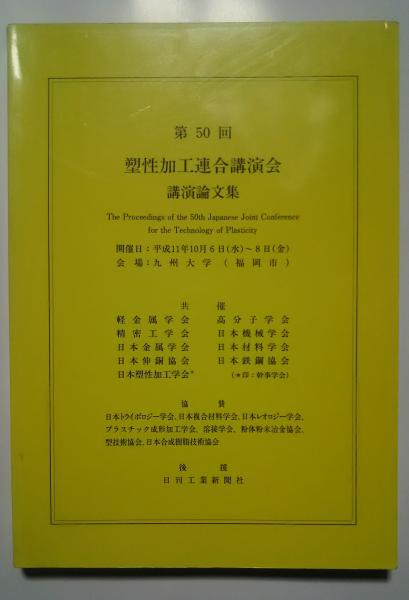 第 50 回
塑性加工連合講演会
講演論文集
The Proceedings of the 50th Japanese Joint Conference
for the Technology of Plasticity
開催日：平成11年10月6日(水)～8日(金)
会場：九州大学(福岡市)
共催
軽金属学会 高分子学会
精密工学会 日本機械学会
日本金属学会 日本材料学会
日本伸銅協会 日本鉄鋼協会
日本塑性加工学会* (*印：幹事学会)
協賛
日本トライボロジー学会、日本複合材料学会、日本レオロジー学会、
プラスチック成形加工学会、溶接学会、粉体粉末冶金協会、
型技術協会、日本合成樹脂技術協会
後援
日刊工業新聞社